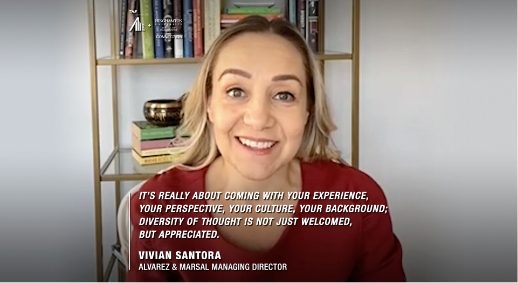 IT'S REALLY ABOUT COMING WITH YOUR EXPERIENCE,
YOUR PERSPECTIVE, YOUR CULTURE, YOUR BACKGROUND;
DIVERSITY OF THOUGHT IS NOT JUST WELCOMED,
BUT APPRECIATED.
VIVIAN SANTORA
ALVAREZ & MARSAL MANAGING DIRECTOR